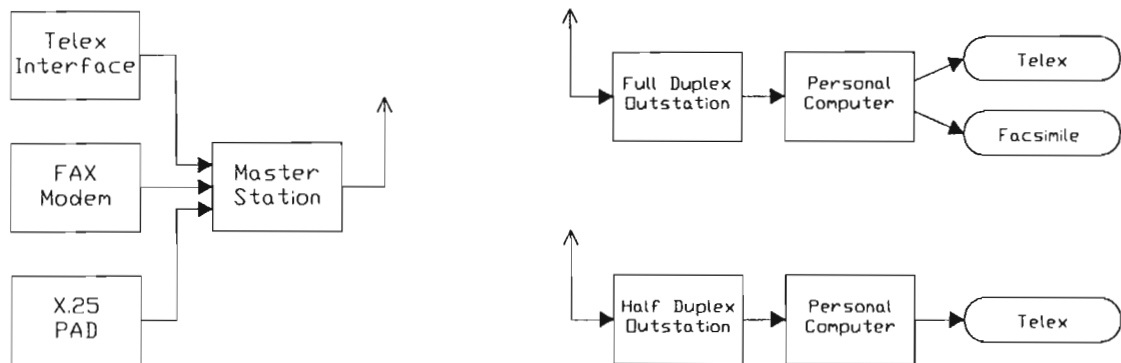 Telex
Interface
FAX
Modem
X.25
PAD
Master
Station
Full Duplex
Outstation
Personal
Computer
Telex
Facsimile
Half Duplex
Outstation
Personal
Computer
Telex